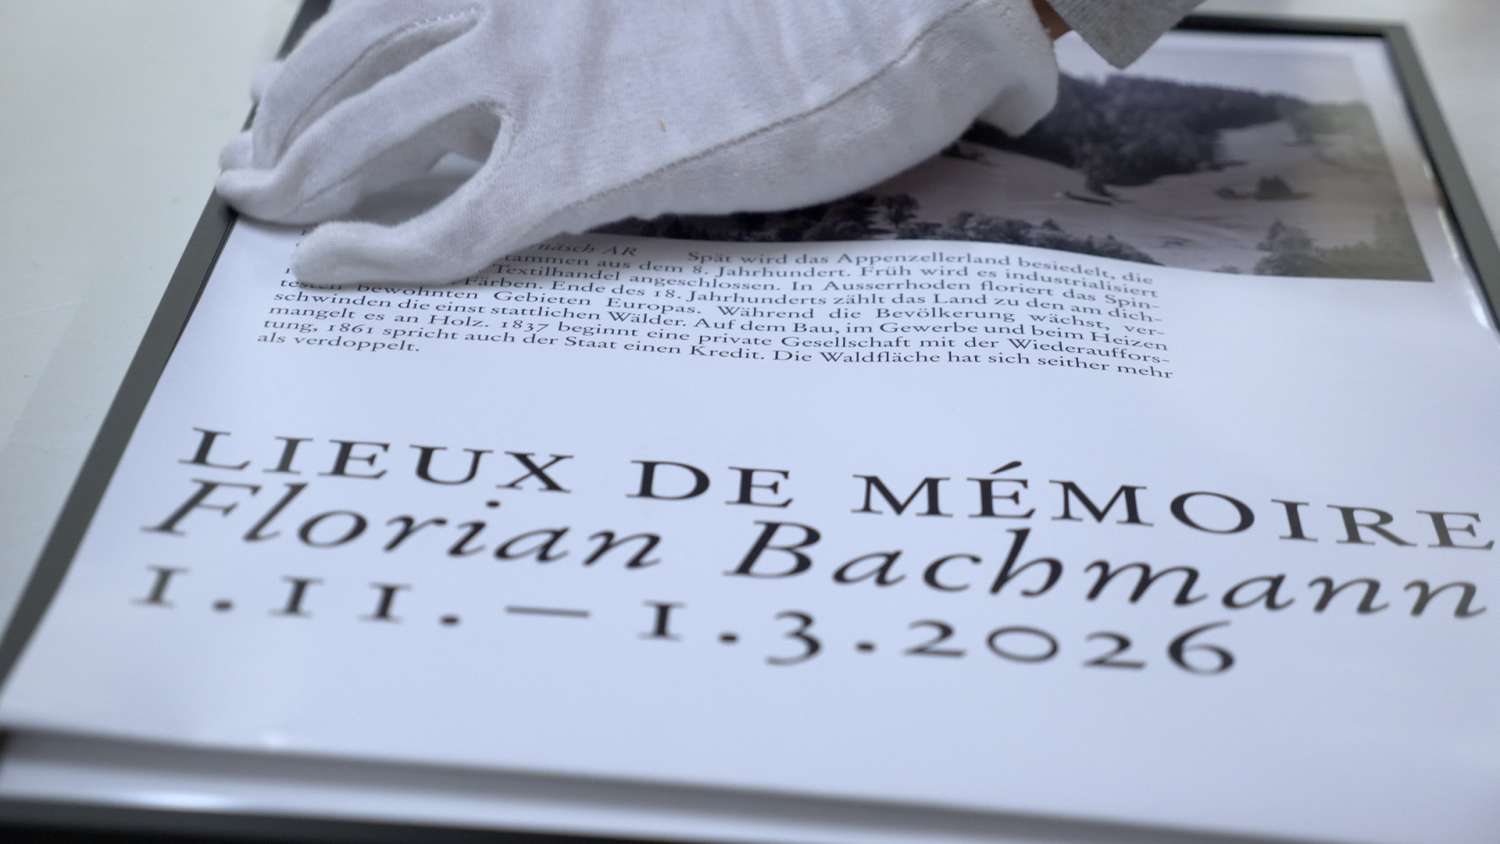 näsch AR Spät wird das Appenzellerland besiedelt, die
tammen aus dem 8. Jahrhundert. Früh wird es industrialisiert
Textilhandel angeschlossen. In Ausserrhoden floriert das Spin-
Färben. Ende des 18. Jahrhunderts zählt das Land zu den am dich-
testen bewohnten Gebieten Europas. Während die Bevölkerung wächst, ver-
schwinden die einst stattlichen Wälder. Auf dem Bau, im Gewerbe und beim Heizen
mangelt es an Holz. 1837 beginnt eine private Gesellschaft mit der Wiederauffors-
tung, 1861 spricht auch der Staat einen Kredit. Die Waldfläche hat sich seither mehr
als verdoppelt.
LIEUX DE MÉMOIRE
Florian Bachmann
1.11.—1.3.2026